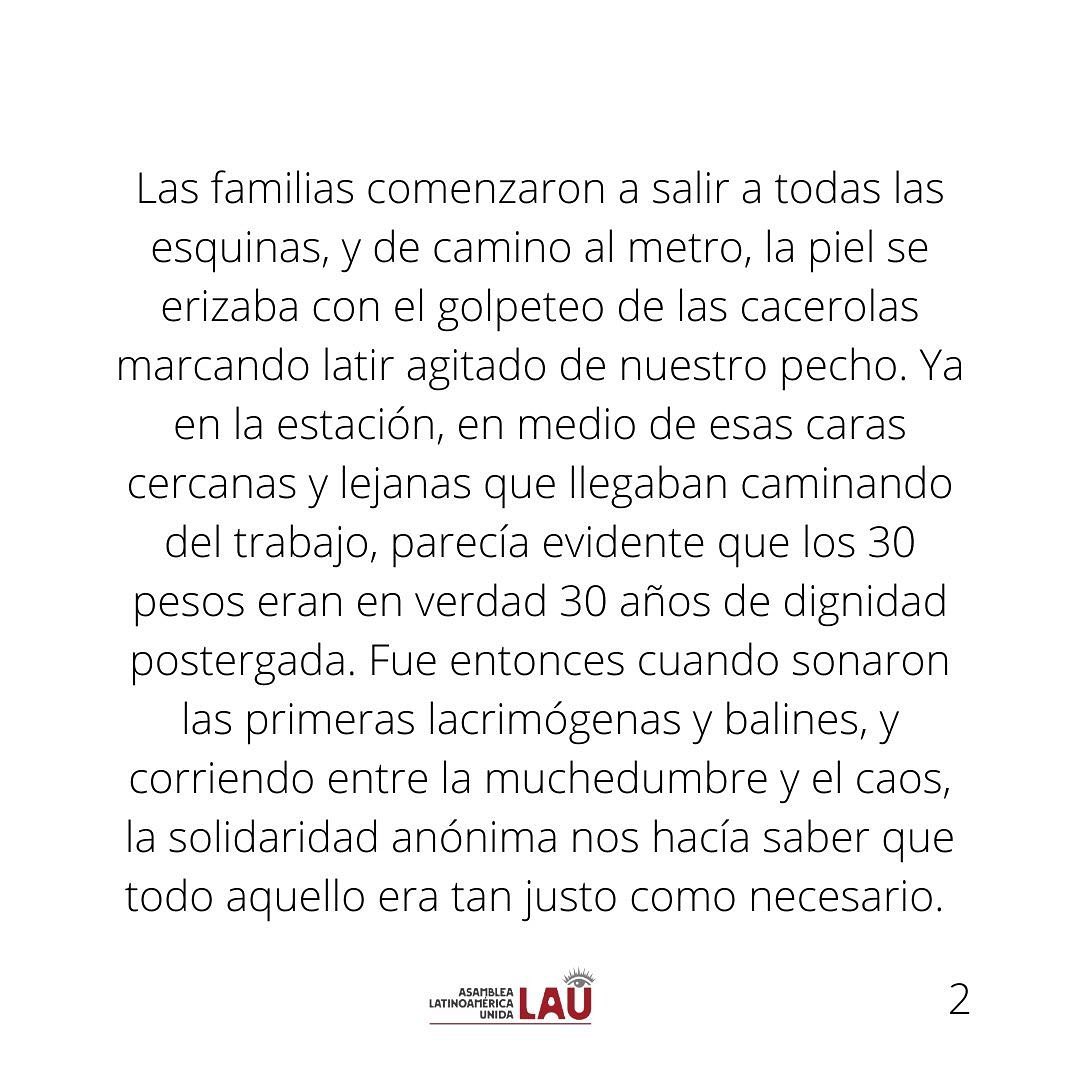 Las familias comenzaron a salir a todas las
esquinas, y de camino al metro, la piel se
erizaba con el golpeteo de las cacerolas
marcando latir agitado de nuestro pecho. Ya
en la estación, en medio de esas caras
cercanas y lejanas que llegaban caminando
del trabajo, parecía evidente que los 30
pesos eran en verdad 30 años de dignidad
postergada. Fue entonces cuando sonaron
las primeras lacrimógenas y balines, y
corriendo entre la muchedumbre y el caos,
la solidaridad anónima nos hacía saber que
todo aquello era tan justo como necesario.
ASAMBLEA
LATINOAMÉRICA
UNIDA
LAU
2